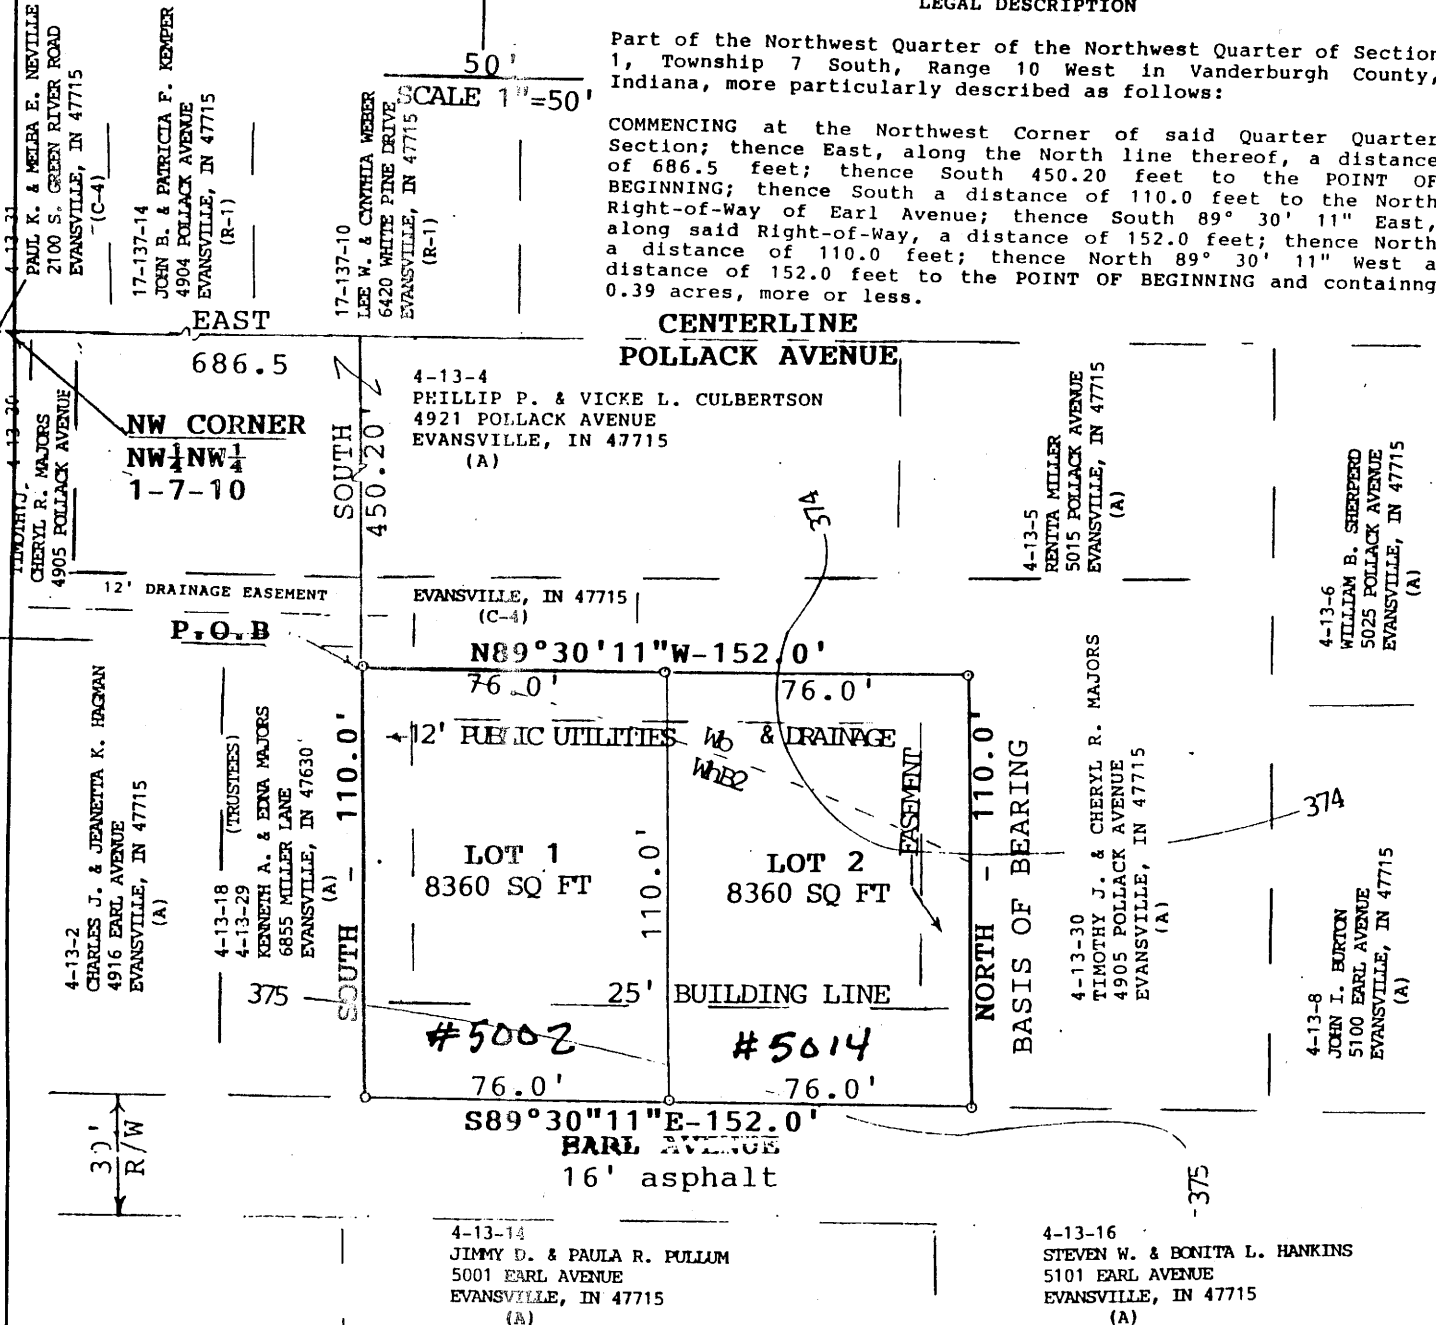 LEGAL DESCRIPTION
Part of the Northwest Quarter of the Northwest Quarter of Section
1, Township 7 South, Range 10 West in Vanderburgh County,
Indiana, more particularly described as follows:
COMMENCING at the Northwest Corner of said Quarter Quarter
Section; thence East, along the North line thereof, a distance
of 686.5 feet; thence South 450.20 feet to the POINT OF
BEGINNING; thence South a distance of 110.0 feet to the North
Right-of-Way of Earl Avenue; thence South 89° 30' 11" East,
along said Right-of-Way, a distance of 152.0 feet; thence North
a distance of 110.0 feet; thence North 89° 30' 11" West a
distance of 152.0 feet to the POINT OF BEGINNING and containng
0.39 acres, more or less.
50'
SCALE 1"=50'
4-13-31
PAUL K. & MELBA E. NEVILLE
2100 S. GREEN RIVER ROAD
EVANSVILLE, IN 47715
(C-4)
17-137-14
JOHN B. & PATRICIA F. KEMPER
4904 POLLACK AVENUE
EVANSVILLE, IN 47715
(R-1)
17-137-10
LEE W. & CYNTHIA WEBER
6420 WHITE PINE DRIVE
EVANSVILLE, IN 47715
(R-1)
EAST
686.5
CENTERLINE
POLLACK AVENUE
4-13-30
TIMOTHY J.
CHERYL R. MAJORS
4905 POLLACK AVENUE
NW CORNER
NW¼NW¼
1-7-10
SOUTH
450.20'
4-13-4
PHILLIP P. & VICKE L. CULBERTSON
4921 POLLACK AVENUE
EVANSVILLE, IN 47715
(A)
374
4-13-5
RENITA MILLER
5015 POLLACK AVENUE
EVANSVILLE, IN 47715
(A)
4-13-6
WILLIAM B. SHERPERD
5025 POLLACK AVENUE
EVANSVILLE, IN 47715
(A)
12' DRAINAGE EASEMENT
EVANSVILLE, IN 47715
(C-4)
P.O.B
N89°30'11"W-152.0'
76.0'
76.0'
12' PUBLIC UTILITIES & DRAINAGE
EASEMENT
Wo
WhB2
4-13-2
CHARLES J. & JEANETTA K. HAGMAN
4916 EARL AVENUE
EVANSVILLE, IN 47715
(A)
4-13-18 (TRUSTEES)
4-13-29
KENNETH A. & EDNA MAJORS
6855 MILLER LANE
EVANSVILLE, IN 47630
(A)
SOUTH - 110.0'
LOT 1
8360 SQ FT
110.0'
LOT 2
8360 SQ FT
NORTH - 110.0'
BASIS OF BEARING
4-13-30
TIMOTHY J. & CHERYL R. MAJORS
4905 POLLACK AVENUE
EVANSVILLE, IN 47715
(A)
374
4-13-8
JOHN I. BURTON
5100 EARL AVENUE
EVANSVILLE, IN 47715
(A)
375
25' BUILDING LINE
#5002
#5014
76.0'
76.0'
S89°30"11"E-152.0'
EARL AVENUE
16' asphalt
30'
R/W
375
4-13-14
JIMMY D. & PAULA R. PULLUM
5001 EARL AVENUE
EVANSVILLE, IN 47715
(A)
4-13-16
STEVEN W. & BONITA L. HANKINS
5101 EARL AVENUE
EVANSVILLE, IN 47715
(A)